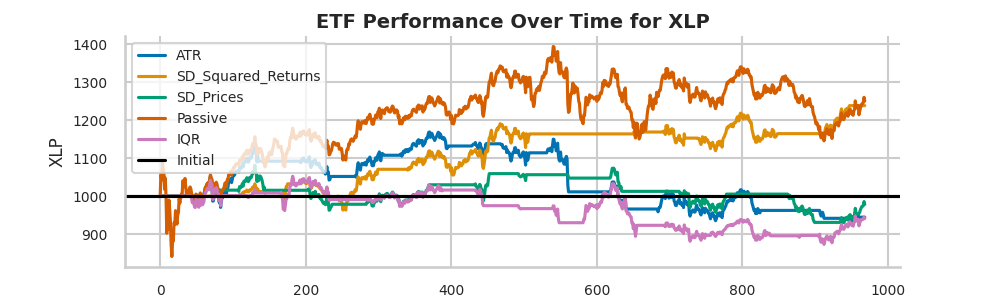 ETF Performance Over Time for XLP
1400
1300
1200
1100
1000
900
XLP
ATR
SD_Squared_Returns
SD_Prices
Passive
IQR
Initial
0 200 400 600 800 1000